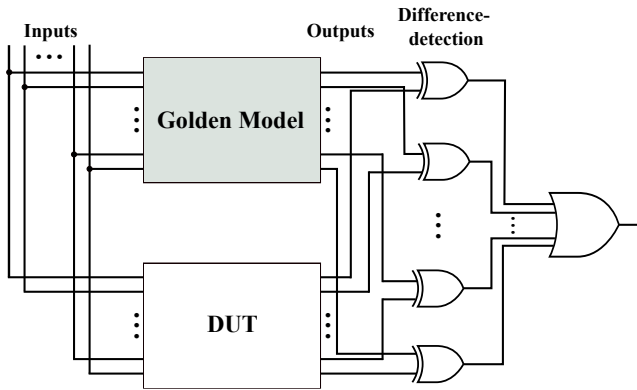 Inputs
Outputs
Difference-
detection
Golden Model
DUT